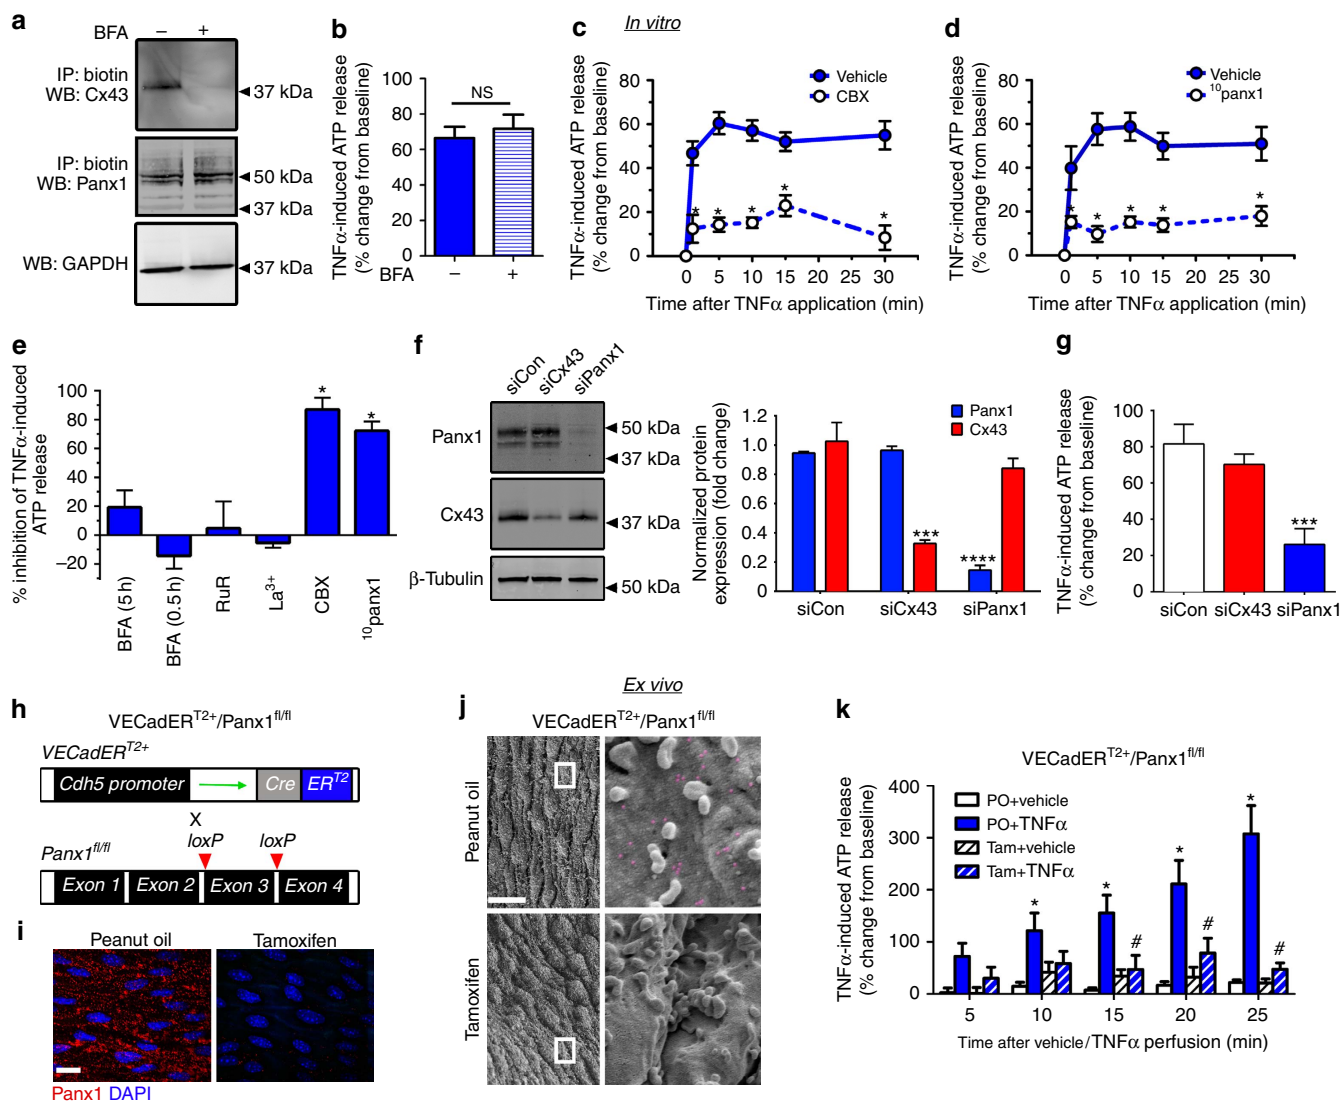 a
BFA – +
IP: biotin
WB: Cx43
37 kDa
IP: biotin
WB: Panx1
50 kDa
37 kDa
WB: GAPDH
37 kDa
b
TNFα-induced ATP release
(% change from baseline)
100
80
60
40
20
0
NS
BFA – +
In vitro
c
TNFα-induced ATP release
(% change from baseline)
80
60
40
20
0
Vehicle
CBX
* * * * *
0 5 10 15 20 25 30
Time after TNFα application (min)
d
TNFα-induced ATP release
(% change from baseline)
80
60
40
20
0
Vehicle
10panx1
* * * * *
0 5 10 15 20 25 30
Time after TNFα application (min)
e
% inhibition of TNFα-induced
ATP release
100
80
60
40
20
0
–20
* *
BFA (5 h)
BFA (0.5 h)
RuR
La3+
CBX
10panx1
f
siCon
siCx43
siPanx1
Panx1
50 kDa
37 kDa
Cx43
37 kDa
β-Tubulin
50 kDa
Normalized protein
expression (fold change)
1.2
1.0
0.8
0.6
0.4
0.2
0
Panx1
Cx43
***
****
siCon siCx43 siPanx1
g
TNFα-induced ATP release
(% change from baseline)
100
80
60
40
20
0
***
siCon siCx43 siPanx1
h
VECadERT2+/Panx1fl/fl
VECadERT2+
Cdh5 promoter Cre ERT2
X
loxP loxP
Panx1fl/fl
Exon 1 Exon 2 Exon 3 Exon 4
i
Peanut oil Tamoxifen
Panx1 DAPI
Ex vivo
j
VECadERT2+/Panx1fl/fl
Peanut oil
Tamoxifen
k
VECadERT2+/Panx1fl/fl
TNFα-induced ATP release
(% change from baseline)
400
300
200
100
0
PO+vehicle
PO+TNFα
Tam+vehicle
Tam+TNFα
* * * *
# # #
5 10 15 20 25
Time after vehicle/TNFα perfusion (min)